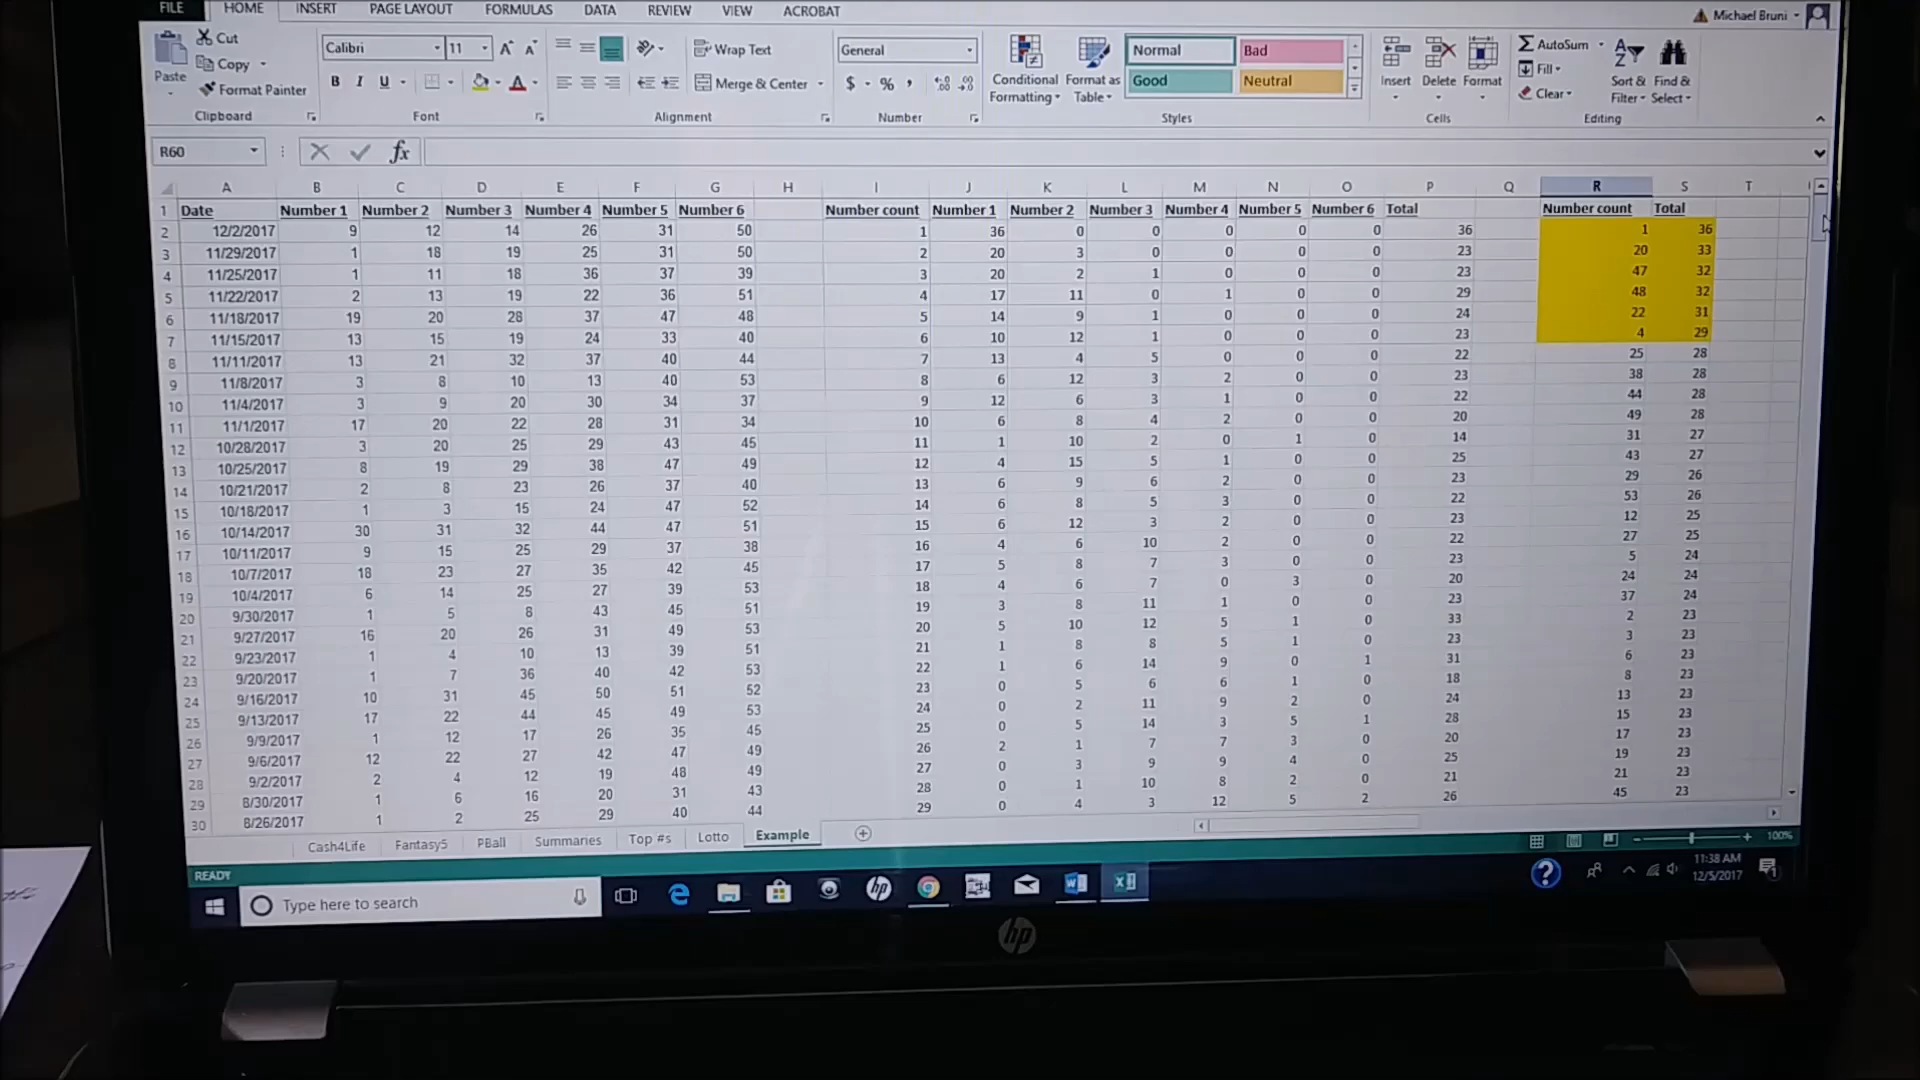 FILE HOME INSERT PAGE LAYOUT FORMULAS DATA REVIEW VIEW ACROBAT Michael Bruni
Cut
Copy
Format Painter
Paste
Clipboard
Calibri 11
B I U A
Font
Wrap Text
Merge & Center
Alignment
General
$ % ,
Number
Conditional Formatting
Format as Table
Normal Bad
Good Neutral
Styles
Insert Delete Format
Cells
AutoSum
Fill
Clear
Sort & Filter
Find & Select
Editing
R60 fx
A B C D E F G H I J K L M N O P Q R S T
1 Date Number 1 Number 2 Number 3 Number 4 Number 5 Number 6 Number count Number 1 Number 2 Number 3 Number 4 Number 5 Number 6 Total Number count Total
2 12/2/2017 9 12 14 26 31 50 1 36 0 0 0 0 0 36 1 36
3 11/29/2017 1 18 19 25 31 50 2 20 3 0 0 0 0 23 20 33
4 11/25/2017 1 11 18 36 37 39 3 20 2 1 0 0 0 23 47 32
5 11/22/2017 2 13 19 22 36 51 4 17 11 0 1 0 0 29 48 32
6 11/18/2017 19 20 28 37 47 48 5 14 9 1 0 0 0 24 22 31
7 11/15/2017 13 15 19 24 33 40 6 10 12 1 0 0 0 23 4 29
8 11/11/2017 13 21 32 37 40 44 7 13 4 5 0 0 0 22 25 28
9 11/8/2017 3 8 10 13 40 53 8 6 12 3 2 0 0 23 38 28
10 11/4/2017 3 9 20 30 34 37 9 12 6 3 1 0 0 22 44 28
11 11/1/2017 17 20 22 28 31 34 10 6 8 4 2 0 0 20 49 28
12 10/28/2017 3 20 25 29 43 45 11 1 10 2 0 1 0 14 31 27
13 10/25/2017 8 19 29 38 47 49 12 4 15 5 1 0 0 25 43 27
14 10/21/2017 2 8 23 26 37 40 13 6 9 6 2 0 0 23 29 26
15 10/18/2017 1 3 15 24 47 52 14 6 8 5 3 0 0 22 53 26
16 10/14/2017 30 31 32 44 47 51 15 6 12 3 2 0 0 23 12 25
17 10/11/2017 9 15 25 29 37 38 16 4 6 10 2 0 0 22 27 25
18 10/7/2017 18 23 27 35 42 45 17 5 8 7 3 0 0 23 5 24
19 10/4/2017 6 14 25 27 39 53 18 4 6 7 0 3 0 20 24 24
20 9/30/2017 1 5 8 43 45 51 19 3 8 11 1 0 0 23 37 24
21 9/27/2017 16 20 26 31 49 53 20 5 10 12 5 1 0 33 2 23
22 9/23/2017 1 4 10 13 39 51 21 1 8 8 5 1 0 23 3 23
23 9/20/2017 1 7 36 40 42 53 22 1 6 14 9 0 1 31 6 23
24 9/16/2017 10 31 45 50 51 52 23 0 5 6 6 1 0 18 8 23
25 9/13/2017 17 22 44 45 49 53 24 0 2 11 9 2 0 24 13 23
26 9/9/2017 1 12 17 26 35 45 25 0 5 14 3 5 1 28 15 23
27 9/6/2017 12 22 27 42 47 49 26 2 1 7 7 3 0 20 17 23
28 9/2/2017 2 4 12 19 48 49 27 0 3 9 9 4 0 25 19 23
29 8/30/2017 1 6 16 20 31 43 28 0 1 10 8 2 0 21 21 23
30 8/26/2017 1 2 25 29 40 44 29 0 4 3 12 5 2 26 45 23
Cash4Life Fantasy5 PBall Summaries Top #s Lotto Example
READY 100%
Type here to search
11:38 AM
12/5/2017
hp